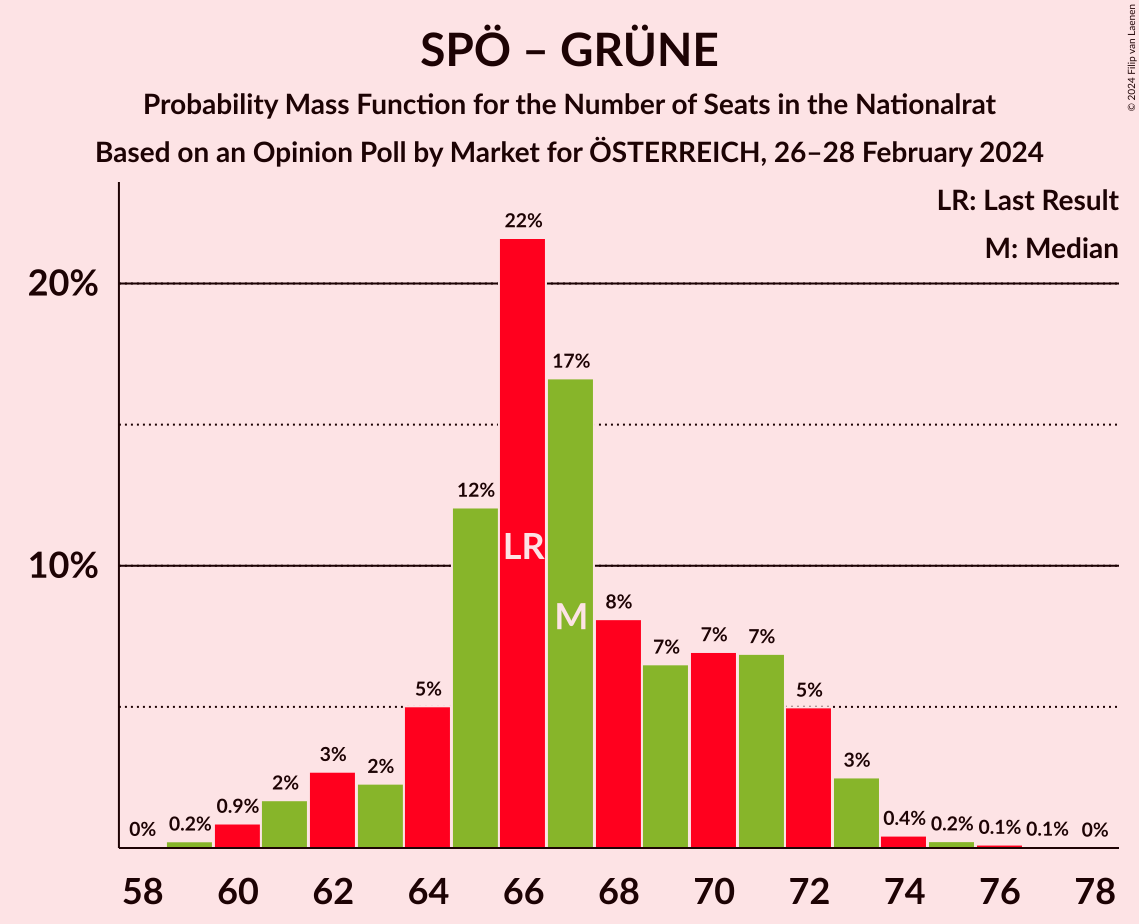 SPÖ – GRÜNE
Probability Mass Function for the Number of Seats in the Nationalrat
Based on an Opinion Poll by Market for ÖSTERREICH, 26–28 February 2024
© 2024 Filip van Laenen
LR: Last Result
M: Median
20%
10%
0%
0.2%
0.9%
2%
3%
2%
5%
12%
22%
17%
8%
7%
7%
7%
5%
3%
0.4%
0.2%
0.1%
0.1%
0%
LR
M
58 60 62 64 66 68 70 72 74 76 78